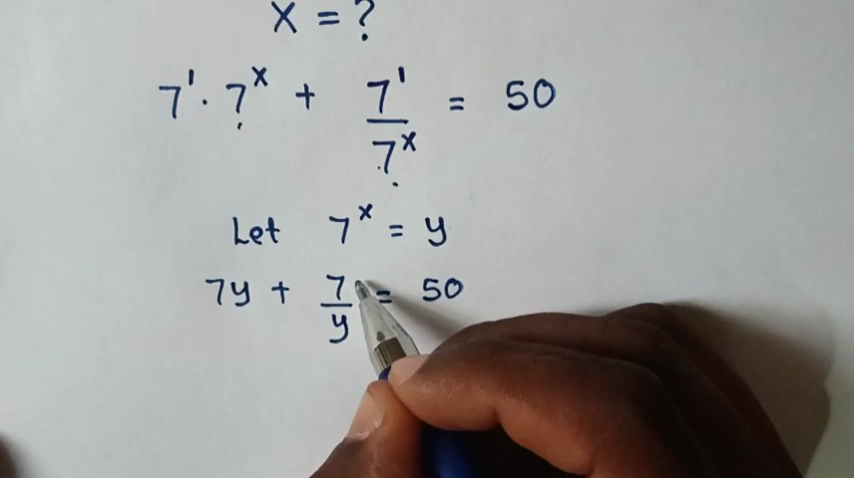 X = ?
7¹ · 7ˣ + 7¹/7ˣ = 50
Let 7ˣ = y
7y + 7/y = 50